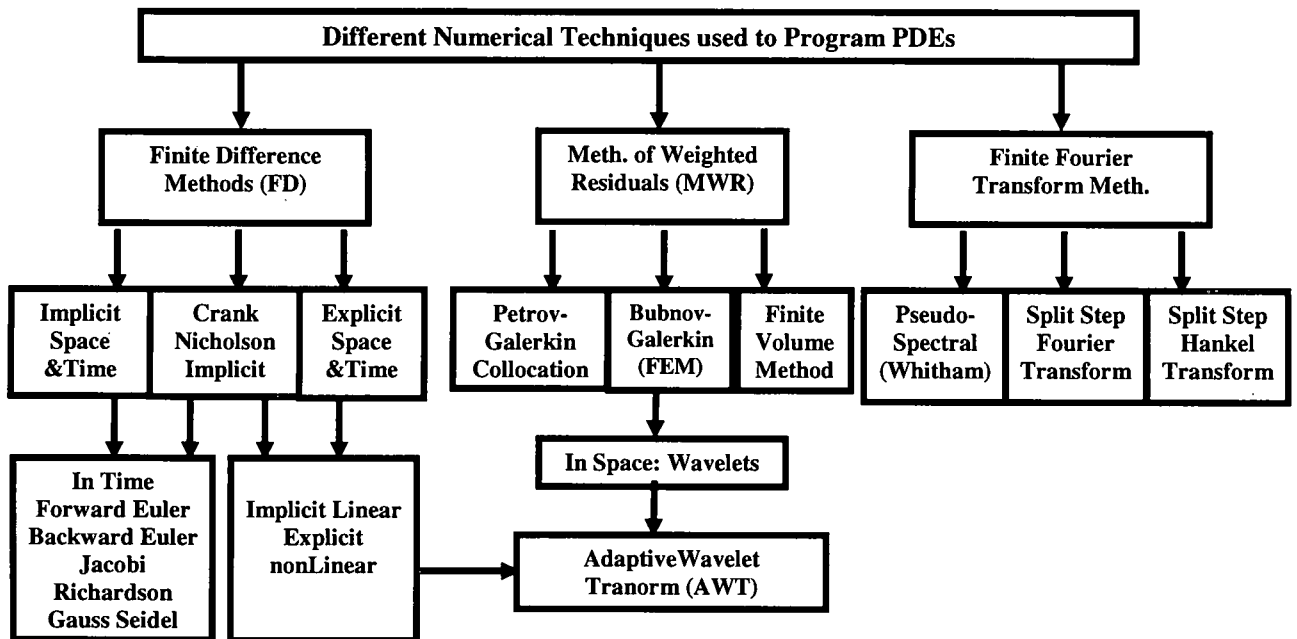 Different Numerical Techniques used to Program PDEs
Finite Difference
Methods (FD)
Meth. of Weighted
Residuals (MWR)
Finite Fourier
Transform Meth.
Implicit
Space
&Time
Crank
Nicholson
Implicit
Explicit
Space
&Time
Petrov-
Galerkin
Collocation
Bubnov-
Galerkin
(FEM)
Finite
Volume
Method
Pseudo-
Spectral
(Whitham)
Split Step
Fourier
Transform
Split Step
Hankel
Transform
In Time
Forward Euler
Backward Euler
Jacobi
Richardson
Gauss Seidel
Implicit Linear
Explicit
nonLinear
In Space: Wavelets
AdaptiveWavelet
Tranorm (AWT)